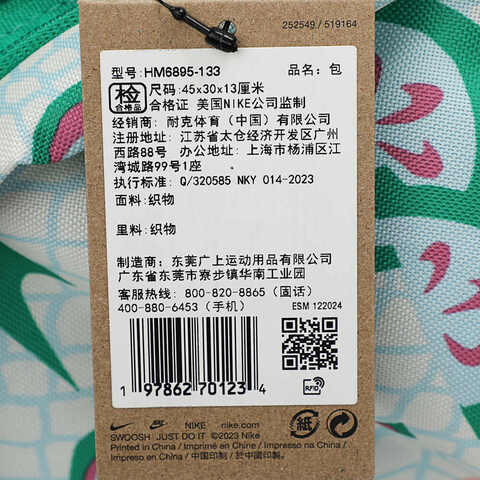 252549 / 519164
型号: HM6895-133 品名: 包
检 合格品 尺码: 45x30x13厘米
合格证 美国NIKE公司监制
经销商: 耐克体育（中国）有限公司
注册地址: 江苏省太仓经济开发区广州
西路88号 办公地址: 上海市杨浦区江
湾城路99号1座
执行标准: Q/320585 NKY 014-2023
面料: 织物
里料: 织物
制造商: 东莞广上运动用品有限公司
广东省东莞市寮步镇华南工业园
客服热线: 800-820-8865（固话）
400-880-6453（手机） ESM 122024
1 97862 70123 4
RFID
纸
NIKE nike.com
SWOOSH JUST DO IT ©2023 Nike
Printed in China / Imprimé en Chine / Impresso na China /
Impreso en China / 中国印制 / 於中國印製。